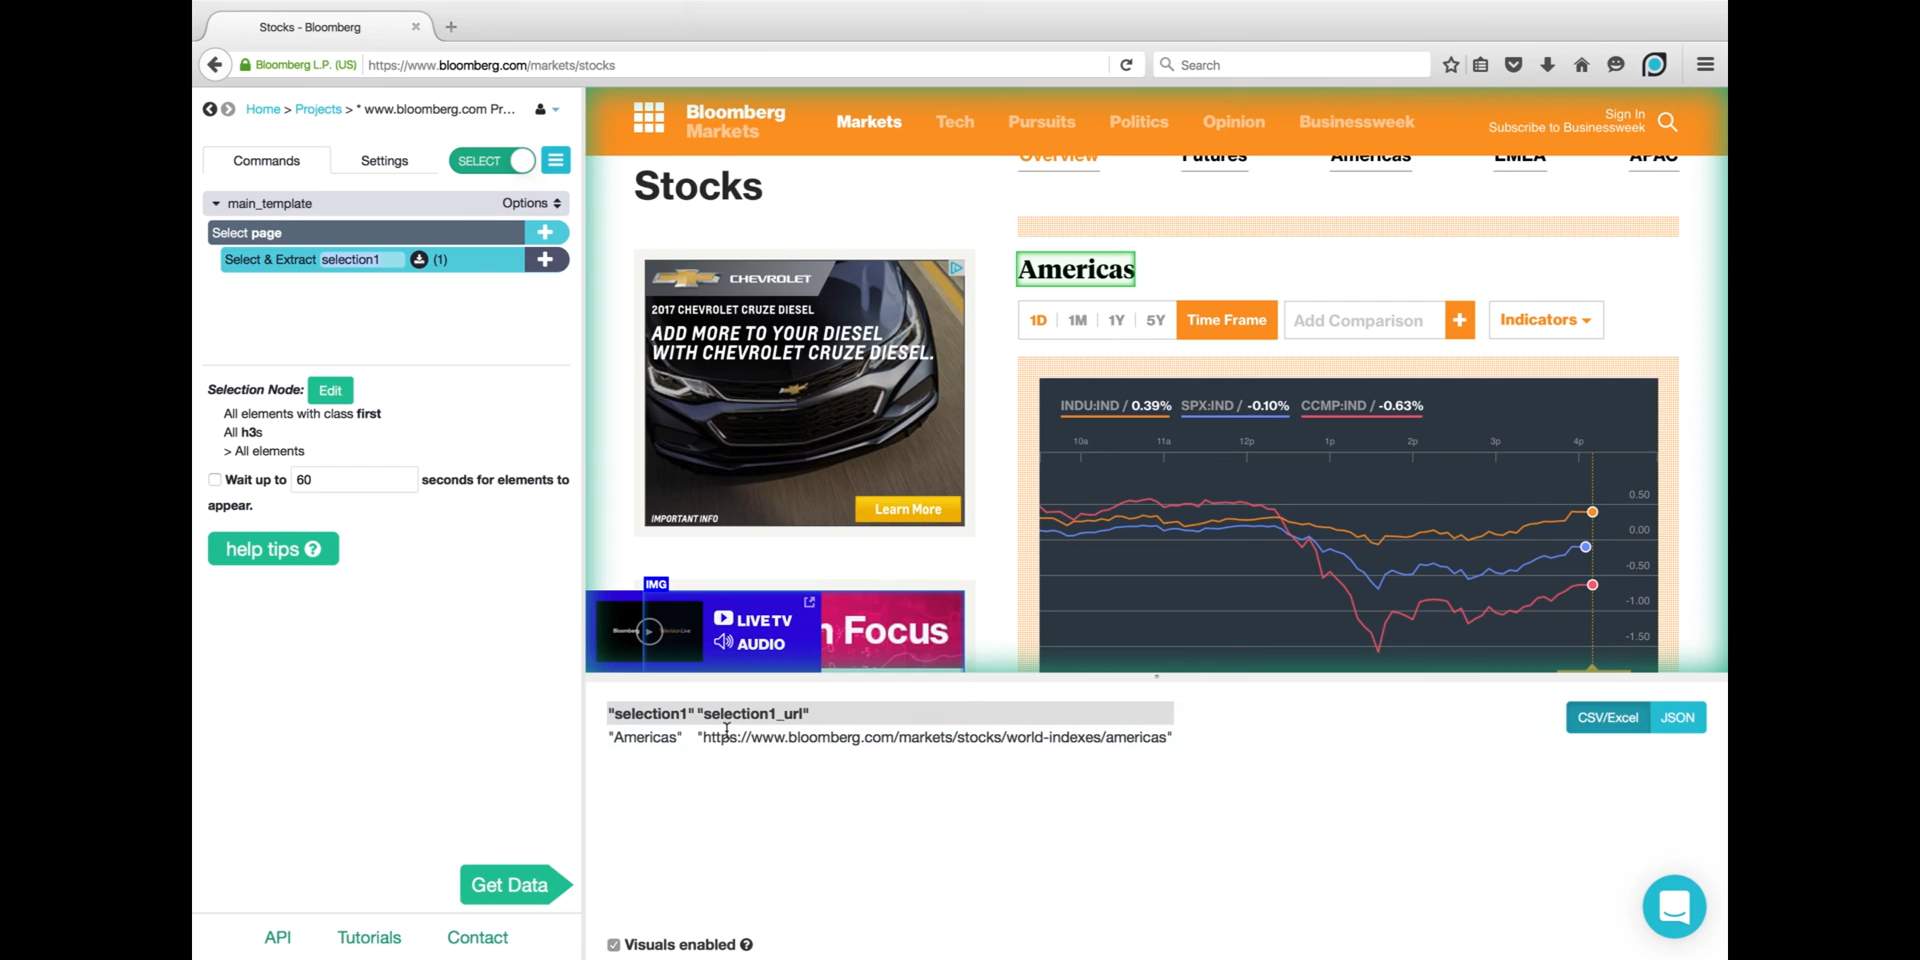 Stocks - Bloomberg
Bloomberg L.P. (US) https://www.bloomberg.com/markets/stocks
Search
Home > Projects > * www.bloomberg.com Pr...
Commands Settings SELECT
main_template Options
Select page
Select & Extract selection1 (1)
Selection Node: Edit
All elements with class first
All h3s
> All elements
Wait up to 60 seconds for elements to
appear.
help tips ?
Get Data
API Tutorials Contact
Bloomberg
Markets
Markets Tech Pursuits Politics Opinion Businessweek
Sign In
Subscribe to Businessweek
Overview Futures Americas EMEA APAC
Stocks
CHEVROLET
2017 CHEVROLET CRUZE DIESEL
ADD MORE TO YOUR DIESEL
WITH CHEVROLET CRUZE DIESEL.
Learn More
IMPORTANT INFO
IMG
LIVE TV
AUDIO
n Focus
Americas
1D 1M 1Y 5Y Time Frame Add Comparison + Indicators
INDU:IND / 0.39% SPX:IND / -0.10% CCMP:IND / -0.63%
10a 11a 12p 1p 2p 3p 4p
0.50
0.00
-0.50
-1.00
-1.50
"selection1" "selection1_url"
"Americas" "https://www.bloomberg.com/markets/stocks/world-indexes/americas"
CSV/Excel JSON
Visuals enabled ?